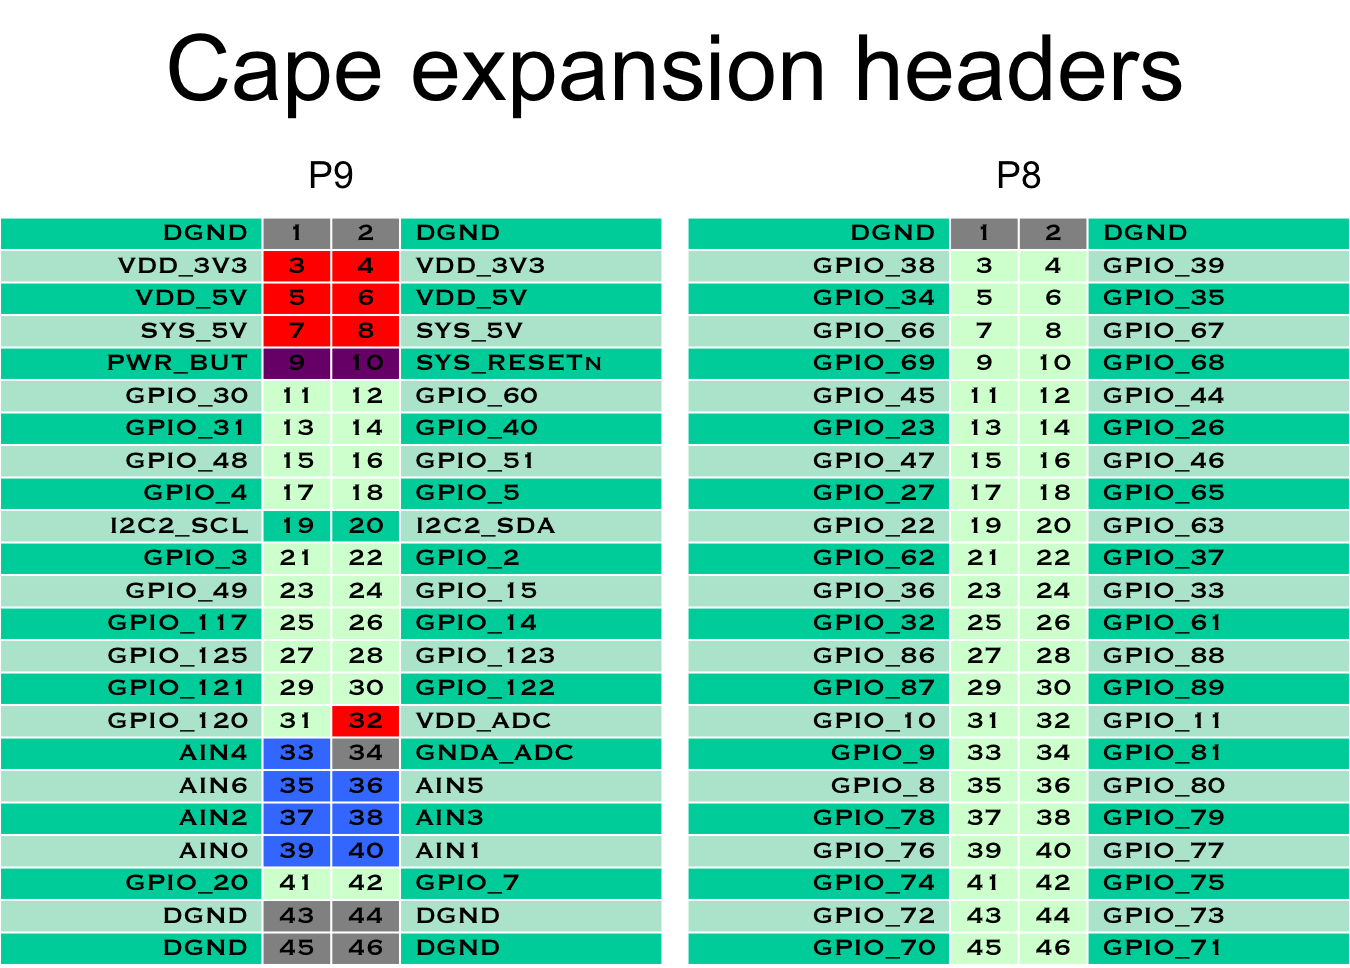 Cape expansion headers
P9
DGND 1 2 DGND
VDD_3V3 3 4 VDD_3V3
VDD_5V 5 6 VDD_5V
SYS_5V 7 8 SYS_5V
PWR_BUT 9 10 SYS_RESETN
GPIO_30 11 12 GPIO_60
GPIO_31 13 14 GPIO_40
GPIO_48 15 16 GPIO_51
GPIO_4 17 18 GPIO_5
I2C2_SCL 19 20 I2C2_SDA
GPIO_3 21 22 GPIO_2
GPIO_49 23 24 GPIO_15
GPIO_117 25 26 GPIO_14
GPIO_125 27 28 GPIO_123
GPIO_121 29 30 GPIO_122
GPIO_120 31 32 VDD_ADC
AIN4 33 34 GNDA_ADC
AIN6 35 36 AIN5
AIN2 37 38 AIN3
AIN0 39 40 AIN1
GPIO_20 41 42 GPIO_7
DGND 43 44 DGND
DGND 45 46 DGND
P8
DGND 1 2 DGND
GPIO_38 3 4 GPIO_39
GPIO_34 5 6 GPIO_35
GPIO_66 7 8 GPIO_67
GPIO_69 9 10 GPIO_68
GPIO_45 11 12 GPIO_44
GPIO_23 13 14 GPIO_26
GPIO_47 15 16 GPIO_46
GPIO_27 17 18 GPIO_65
GPIO_22 19 20 GPIO_63
GPIO_62 21 22 GPIO_37
GPIO_36 23 24 GPIO_33
GPIO_32 25 26 GPIO_61
GPIO_86 27 28 GPIO_88
GPIO_87 29 30 GPIO_89
GPIO_10 31 32 GPIO_11
GPIO_9 33 34 GPIO_81
GPIO_8 35 36 GPIO_80
GPIO_78 37 38 GPIO_79
GPIO_76 39 40 GPIO_77
GPIO_74 41 42 GPIO_75
GPIO_72 43 44 GPIO_73
GPIO_70 45 46 GPIO_71